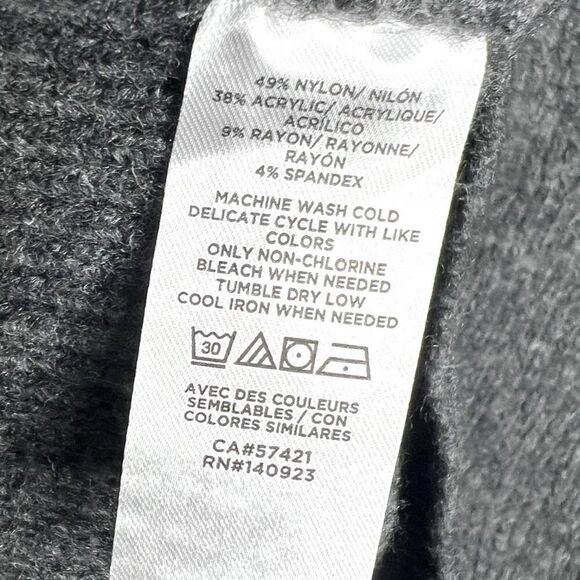 49% NYLON/ NILÓN
38% ACRYLIC/ ACRYLIQUE/
ACRÍLICO
9% RAYON/ RAYONNE/
RAYÓN
4% SPANDEX
MACHINE WASH COLD
DELICATE CYCLE WITH LIKE
COLORS
ONLY NON-CHLORINE
BLEACH WHEN NEEDED
TUMBLE DRY LOW
COOL IRON WHEN NEEDED
30
AVEC DES COULEURS
SEMBLABLES / CON
COLORES SIMILARES
CA#57421
RN#140923